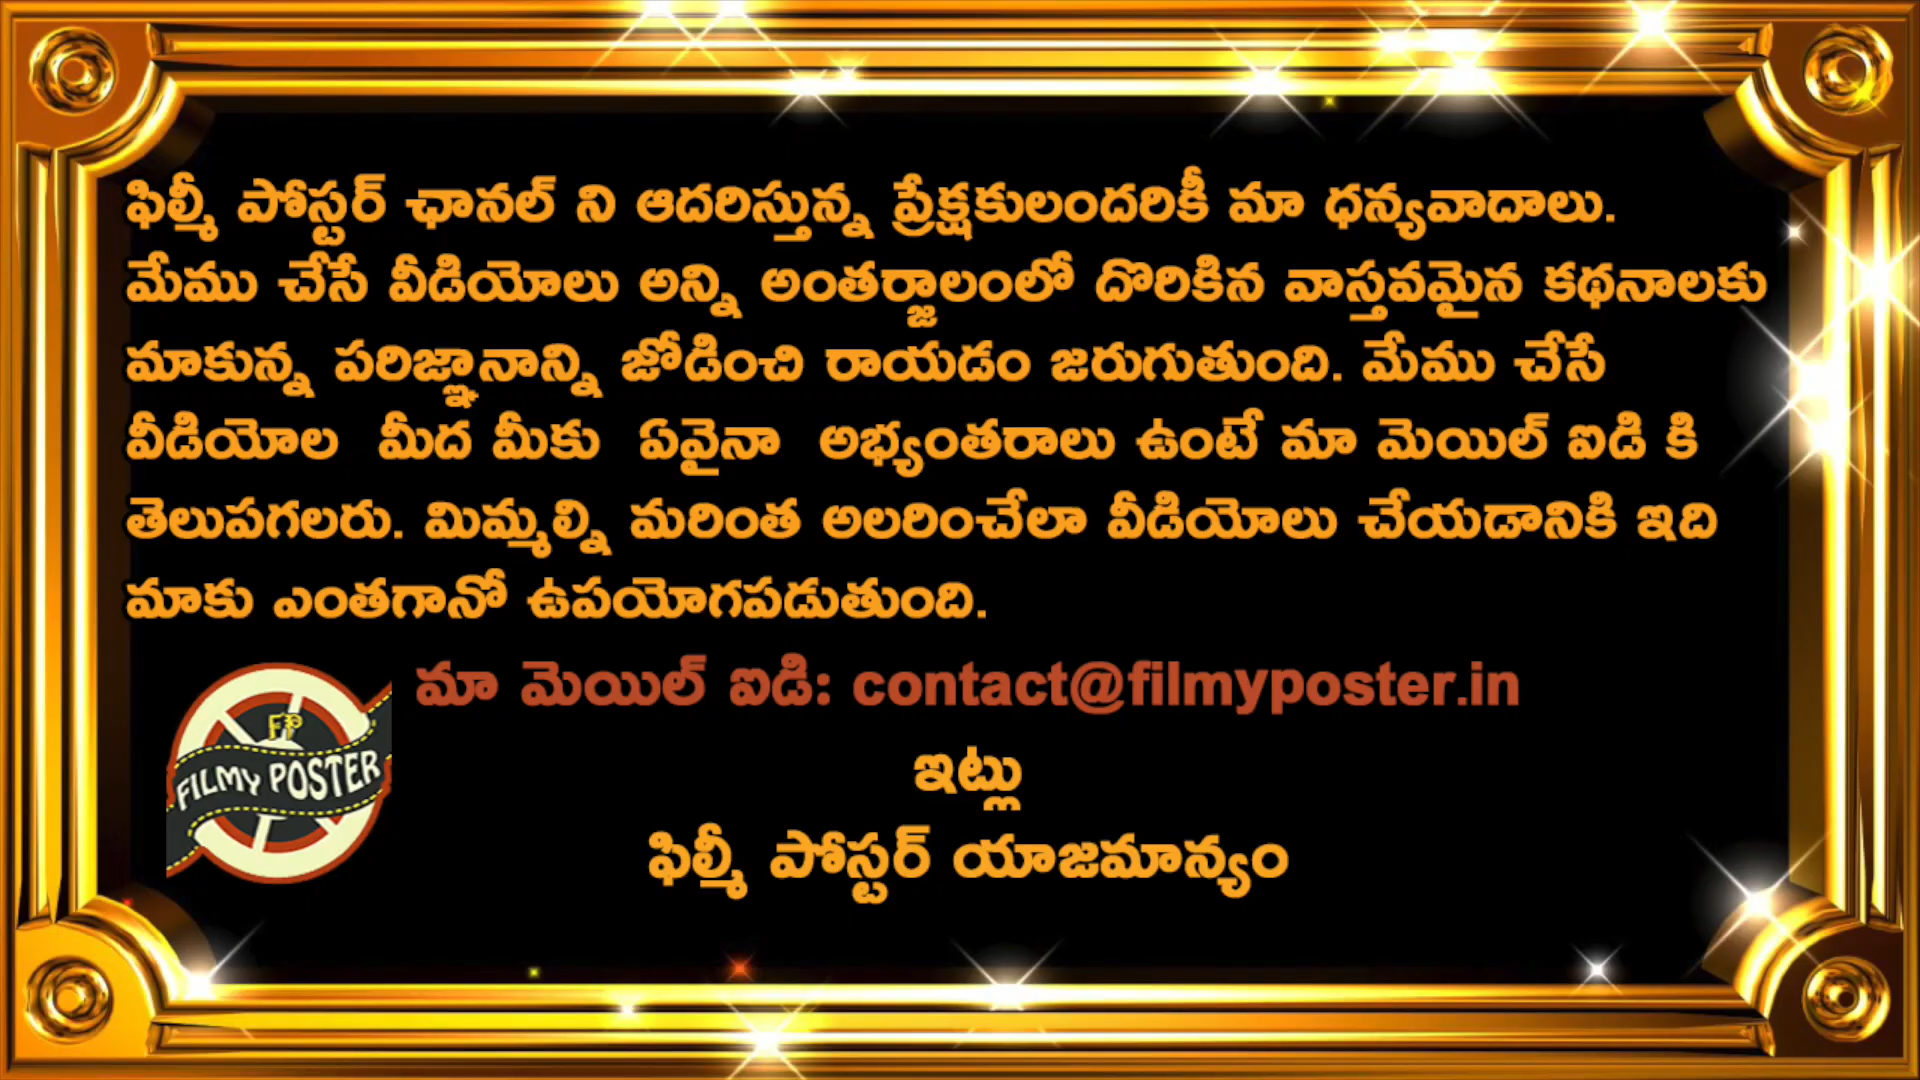 ఫిల్మీ పోస్టర్ ఛానల్ ని ఆదరిస్తున్న ప్రేక్షకులందరికీ మా ధన్యవాదాలు.
మేము చేసే వీడియోలు అన్ని అంతర్జాలంలో దొరికిన వాస్తవమైన కథనాలకు
మాకున్న పరిజ్ఞానాన్ని జోడించి రాయడం జరుగుతుంది. మేము చేసే
వీడియోల మీద మీకు ఏవైనా అభ్యంతరాలు ఉంటే మా మెయిల్ ఐడి కి
తెలుపగలరు. మిమ్మల్ని మరింత అలరించేలా వీడియోలు చేయడానికి ఇది
మాకు ఎంతగానో ఉపయోగపడుతుంది.
మా మెయిల్ ఐడి: contact@filmyposter.in
FP
FILMY POSTER
ఇట్లు
ఫిల్మీ పోస్టర్ యాజమాన్యం